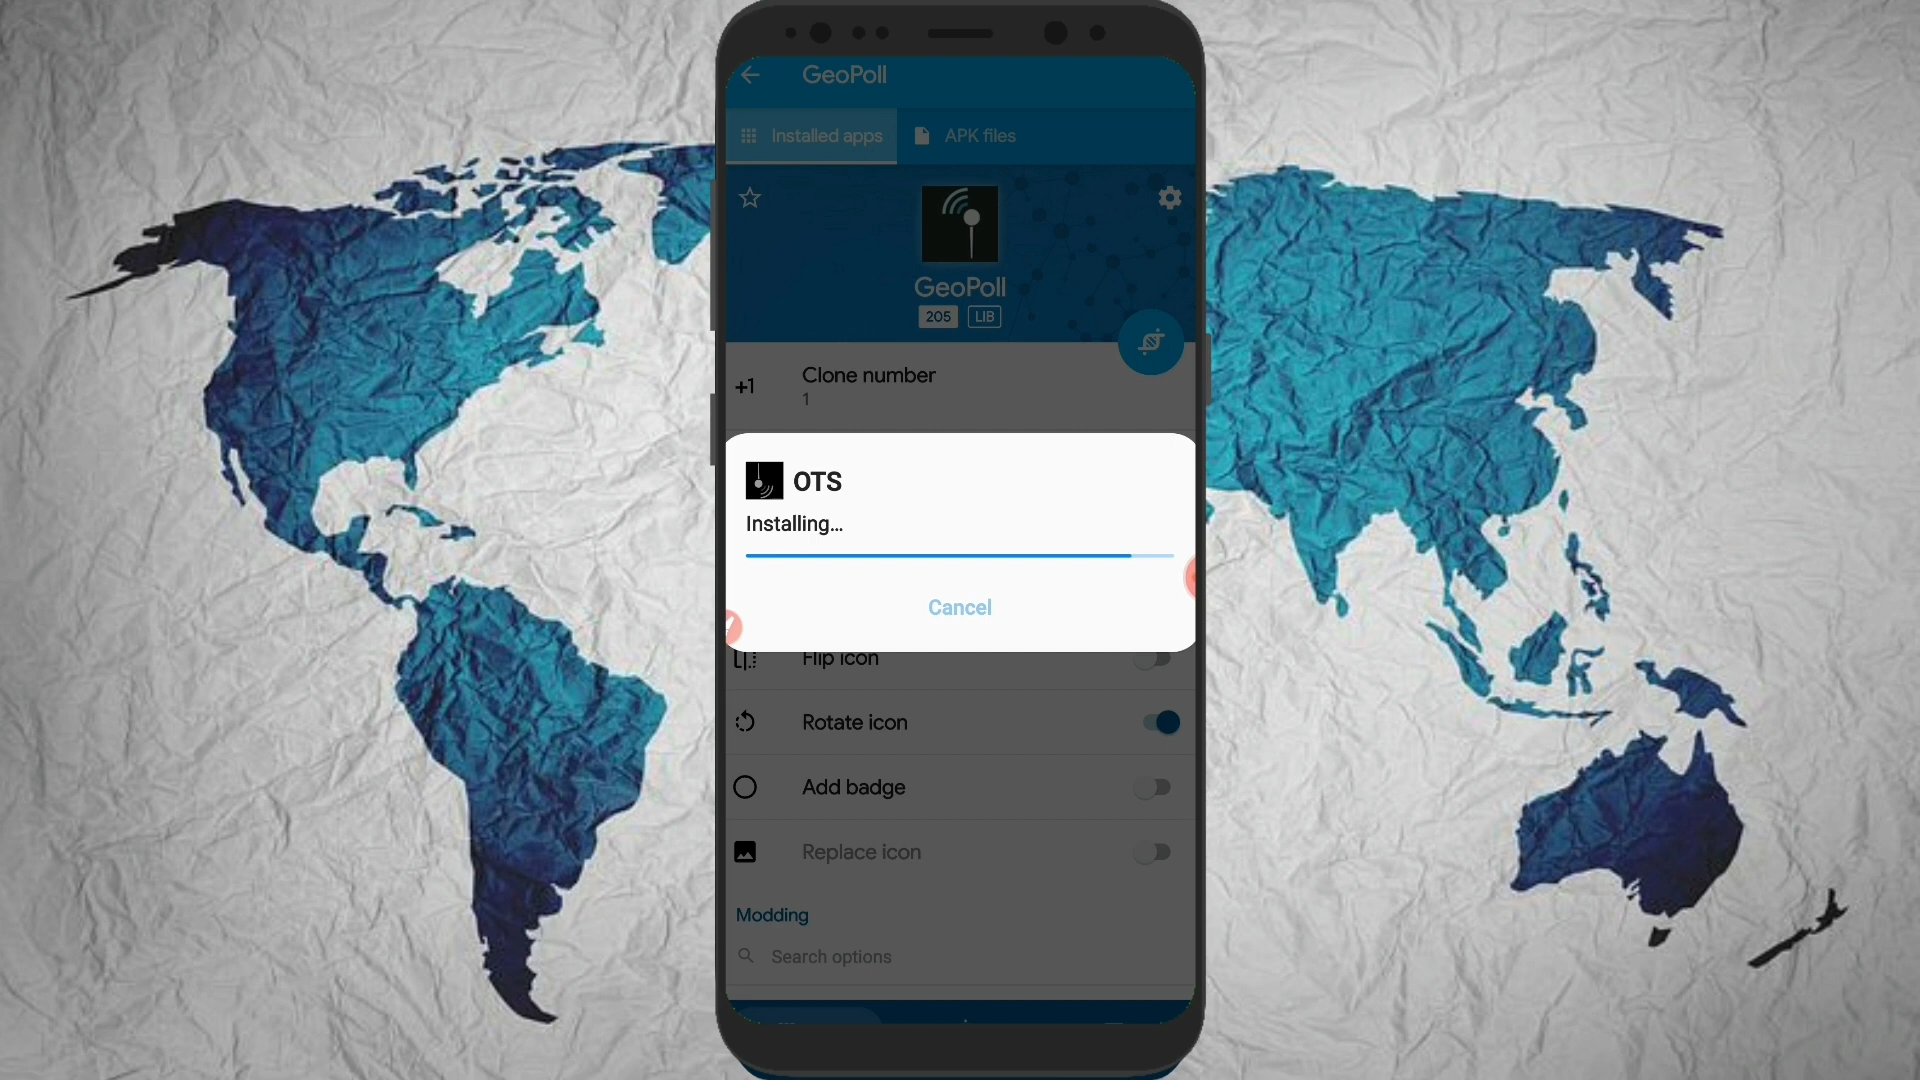 GeoPoll
Installed apps
APK files
GeoPoll
205 LIB
+1
Clone number
1
OTS
Installing...
Cancel
Flip icon
Rotate icon
Add badge
Replace icon
Modding
Search options